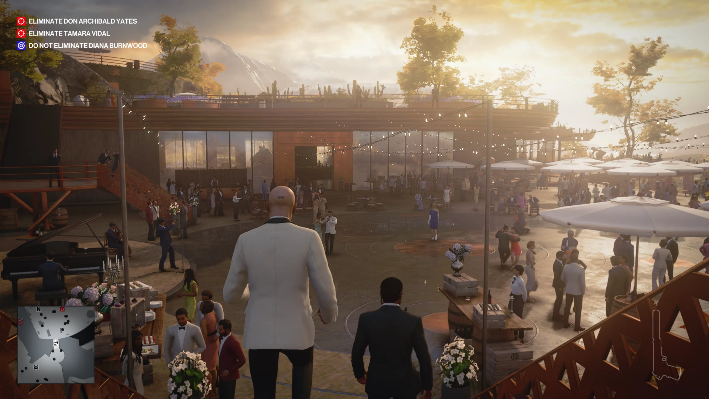 ELIMINATE DON ARCHIBALD YATES
ELIMINATE TAMARA VIDAL
DO NOT ELIMINATE DIANA BURNWOOD
N